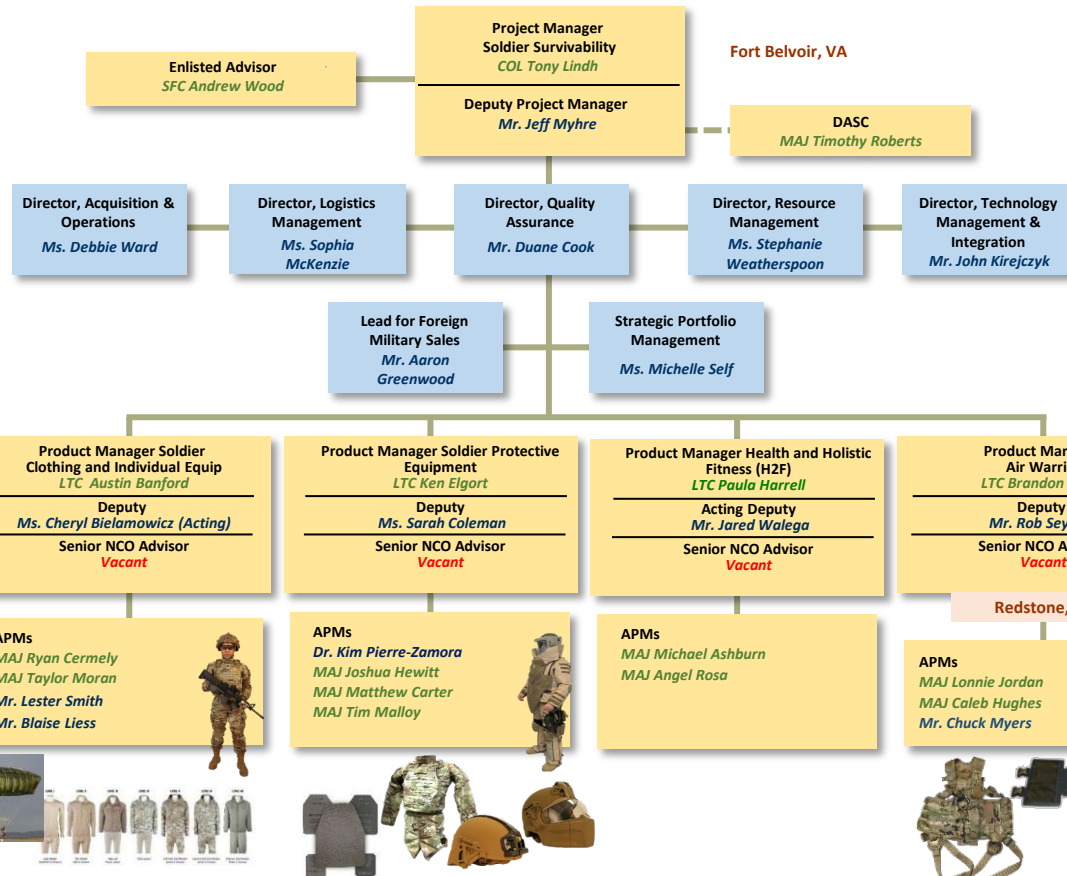 Project Manager
Soldier Survivability
COL Tony Lindh
Fort Belvoir, VA
Enlisted Advisor
SFC Andrew Wood
Deputy Project Manager
Mr. Jeff Myhre
DASC
MAJ Timothy Roberts
Director, Acquisition &
Operations
Ms. Debbie Ward
Director, Logistics
Management
Ms. Sophia
McKenzie
Director, Quality
Assurance
Mr. Duane Cook
Director, Resource
Management
Ms. Stephanie
Weatherspoon
Director, Technology
Management &
Integration
Mr. John Kirejczyk
Lead for Foreign
Military Sales
Mr. Aaron
Greenwood
Strategic Portfolio
Management
Ms. Michelle Self
Product Manager Soldier
Clothing and Individual Equip
LTC Austin Banford
Deputy
Ms. Cheryl Bielamowicz (Acting)
Senior NCO Advisor
Vacant
Product Manager Soldier Protective
Equipment
LTC Ken Elgort
Deputy
Ms. Sarah Coleman
Senior NCO Advisor
Vacant
Product Manager Health and Holistic
Fitness (H2F)
LTC Paula Harrell
Acting Deputy
Mr. Jared Walega
Senior NCO Advisor
Vacant
Product Man
Air Warri
LTC Brandon
Deputy
Mr. Rob Sey
Senior NCO A
Vacant
Redstone,
APMs
MAJ Ryan Cermely
MAJ Taylor Moran
Mr. Lester Smith
Mr. Blaise Liess
APMs
Dr. Kim Pierre-Zamora
MAJ Joshua Hewitt
MAJ Matthew Carter
MAJ Tim Malloy
APMs
MAJ Michael Ashburn
MAJ Angel Rosa
APMs
MAJ Lonnie Jordan
MAJ Caleb Hughes
Mr. Chuck Myers